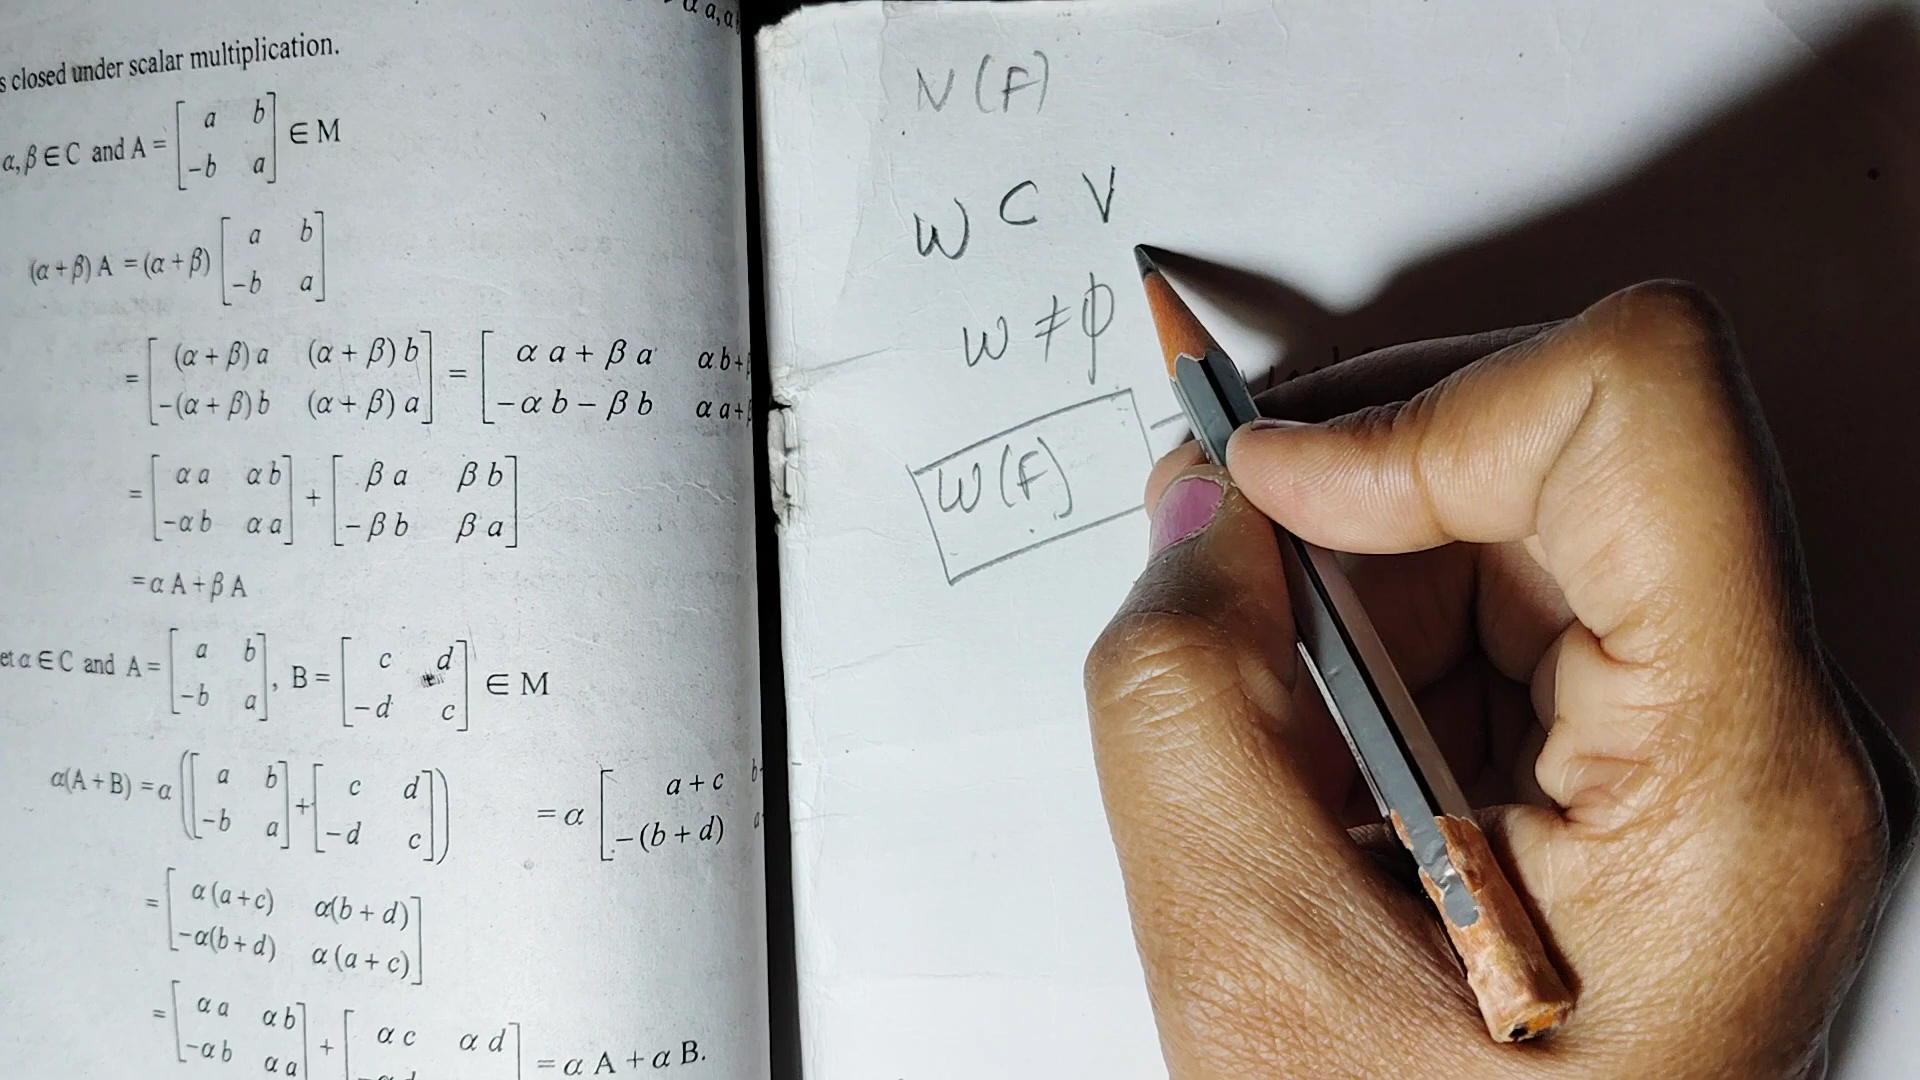 α a, α
s closed under scalar multiplication.
α, β ∈ C and A = [a b; -b a] ∈ M
(α + β) A = (α + β) [a b; -b a]
= [(α + β) a (α + β) b; -(α + β) b (α + β) a] = [α a + β a α b +; -α b - β b α a +
= [α a α b; -α b α a] + [β a β b; -β b β a]
= α A + β A
et α ∈ C and A = [a b; -b a], B = [c d; -d c] ∈ M
α(A + B) = α ([a b; -b a] + [c d; -d c]) = α [a + c b; -(b + d) a
= [α (a + c) α(b + d); -α(b + d) α (a + c)]
= [α a α b; -α b α a] + [α c α d; = α A + α B.
V(F)
W ⊂ V
W ≠ ϕ
W(F)